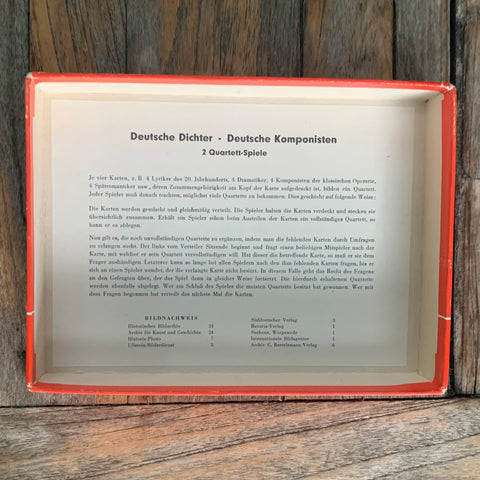 Deutsche Dichter - Deutsche Komponisten
2 Quartett-Spiele
Je vier Karten, z. B. 4 Lyriker des 20. Jahrhunderts, 4 Dramatiker, 4 Komponisten der klassischen Operette,
4 Spätromantiker usw., deren Zusammengehörigkeit am Kopf der Karte aufgedruckt ist, bilden ein Quartett.
Jeder Spieler muß danach trachten, möglichst viele Quartette zu bekommen. Dies geschieht auf folgende Weise:
Die Karten werden gemischt und gleichmäßig verteilt. Die Spieler halten die Karten verdeckt und stecken sie
übersichtlich zusammen. Erhält ein Spieler schon beim Austeilen der Karten ein vollständiges Quartett, so
kann er es ablegen.
Nun gilt es, die noch unvollständigen Quartette zu ergänzen, indem man die fehlenden Karten durch Umfragen
zu erlangen sucht. Der links vom Verteiler Sitzende beginnt und fragt einen beliebigen Mitspieler nach der
Karte, mit welcher er sein Quartett vervollständigen will. Hat dieser die betreffende Karte, so muß er sie dem
Frager aushändigen. Letzterer kann so lange bei allen Spielern nach den ihm fehlenden Karten fragen, bis er
sich an einen Spieler wendet, der die verlangte Karte nicht besitzt. In diesem Falle geht das Recht des Fragens
an den Gefragten über, der das Spiel dann in gleicher Weise fortsetzt. Die hierdurch erhaltenen Quartette
werden ebenfalls abgelegt. Wer am Schluß des Spieles die meisten Quartette besitzt hat gewonnen. Wer mit
dem Fragen begonnen hat verteilt das nächste Mal die Karten.
BILDNACHWEIS
Historisches Bildarchiv
Archiv für Kunst und Geschichte
Historia-Photo 7
Ullstein-Bilderdienst 5
Süddeutscher Verlag 3
Bavaria-Verlag 1
Saebens, Worpswede 1
Internationale Bildagentur 1
Archiv C. Bertelsmann Verlag 6